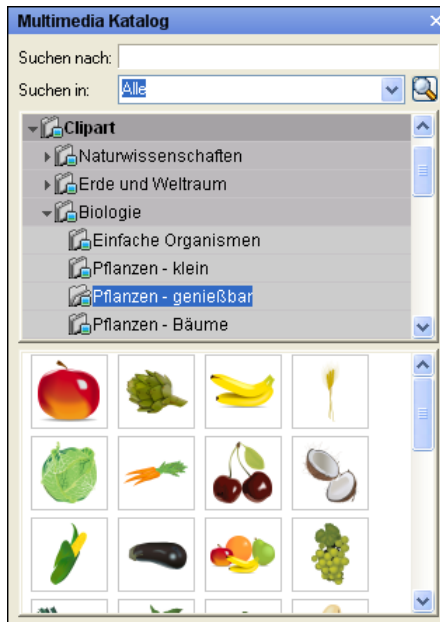 Multimedia Katalog
Suchen nach:
Suchen in: Alle
Clipart
Naturwissenschaften
Erde und Weltraum
Biologie
Einfache Organismen
Pflanzen - klein
Pflanzen - genießbar
Pflanzen - Bäume